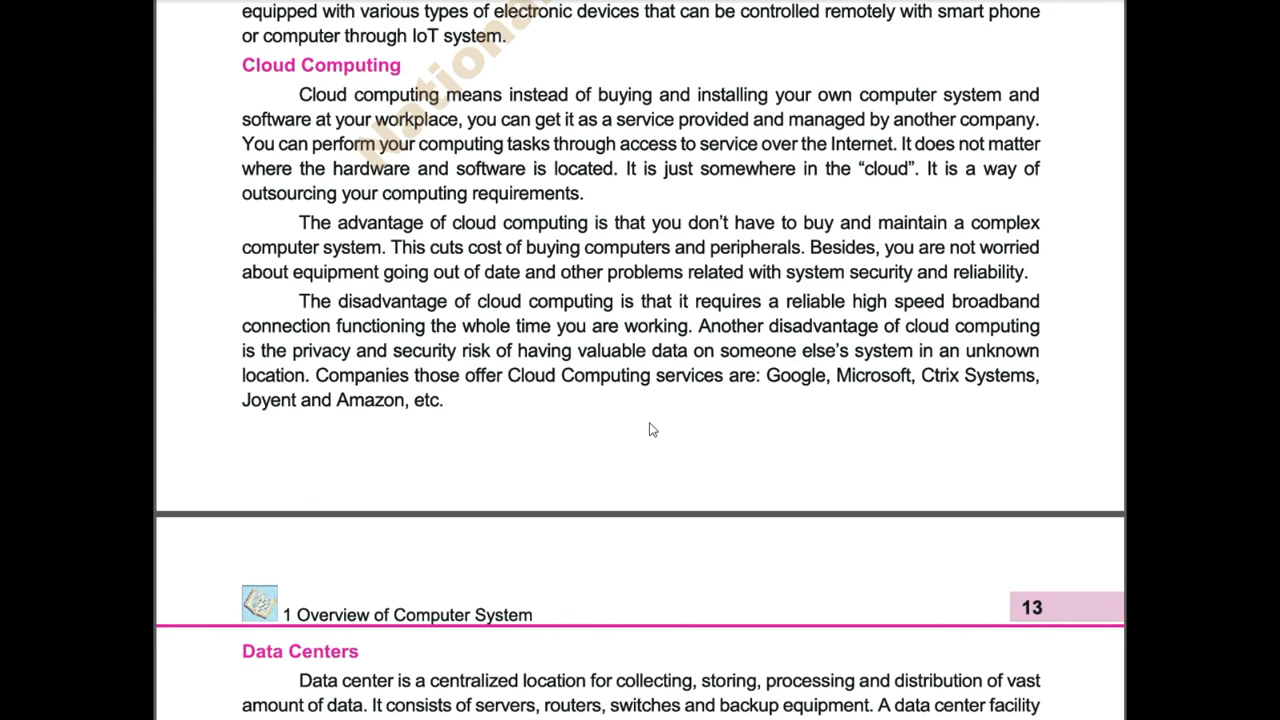 equipped with various types of electronic devices that can be controlled remotely with smart phone
or computer through IoT system.
Cloud Computing
Cloud computing means instead of buying and installing your own computer system and
software at your workplace, you can get it as a service provided and managed by another company.
You can perform your computing tasks through access to service over the Internet. It does not matter
where the hardware and software is located. It is just somewhere in the “cloud”. It is a way of
outsourcing your computing requirements.
The advantage of cloud computing is that you don’t have to buy and maintain a complex
computer system. This cuts cost of buying computers and peripherals. Besides, you are not worried
about equipment going out of date and other problems related with system security and reliability.
The disadvantage of cloud computing is that it requires a reliable high speed broadband
connection functioning the whole time you are working. Another disadvantage of cloud computing
is the privacy and security risk of having valuable data on someone else’s system in an unknown
location. Companies those offer Cloud Computing services are: Google, Microsoft, Ctrix Systems,
Joyent and Amazon, etc.
National
1 Overview of Computer System
13
Data Centers
Data center is a centralized location for collecting, storing, processing and distribution of vast
amount of data. It consists of servers, routers, switches and backup equipment. A data center facility